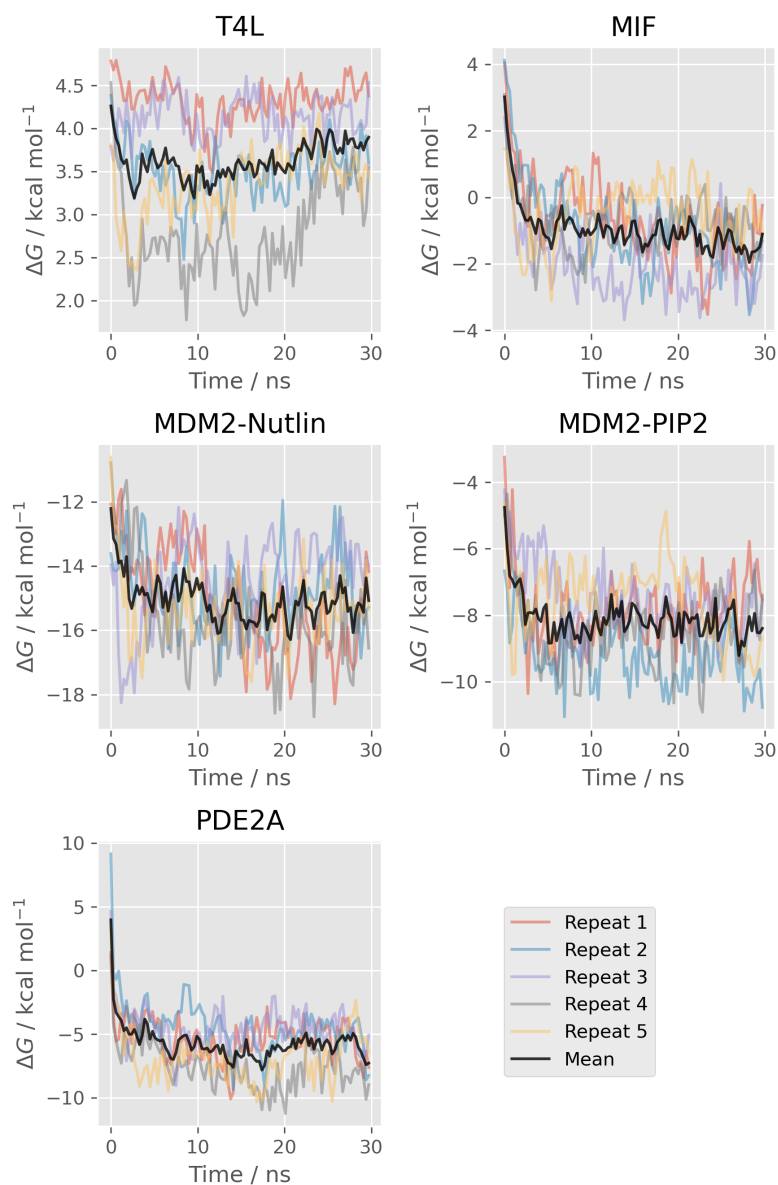 T4L
ΔG / kcal mol⁻¹
4.5
4.0
3.5
3.0
2.5
2.0
0 10 20 30
Time / ns
MIF
ΔG / kcal mol⁻¹
4
2
0
−2
−4
0 10 20 30
Time / ns
MDM2-Nutlin
ΔG / kcal mol⁻¹
−12
−14
−16
−18
0 10 20 30
Time / ns
MDM2-PIP2
ΔG / kcal mol⁻¹
−4
−6
−8
−10
0 10 20 30
Time / ns
PDE2A
ΔG / kcal mol⁻¹
10
5
0
−5
−10
0 10 20 30
Time / ns
Repeat 1
Repeat 2
Repeat 3
Repeat 4
Repeat 5
Mean